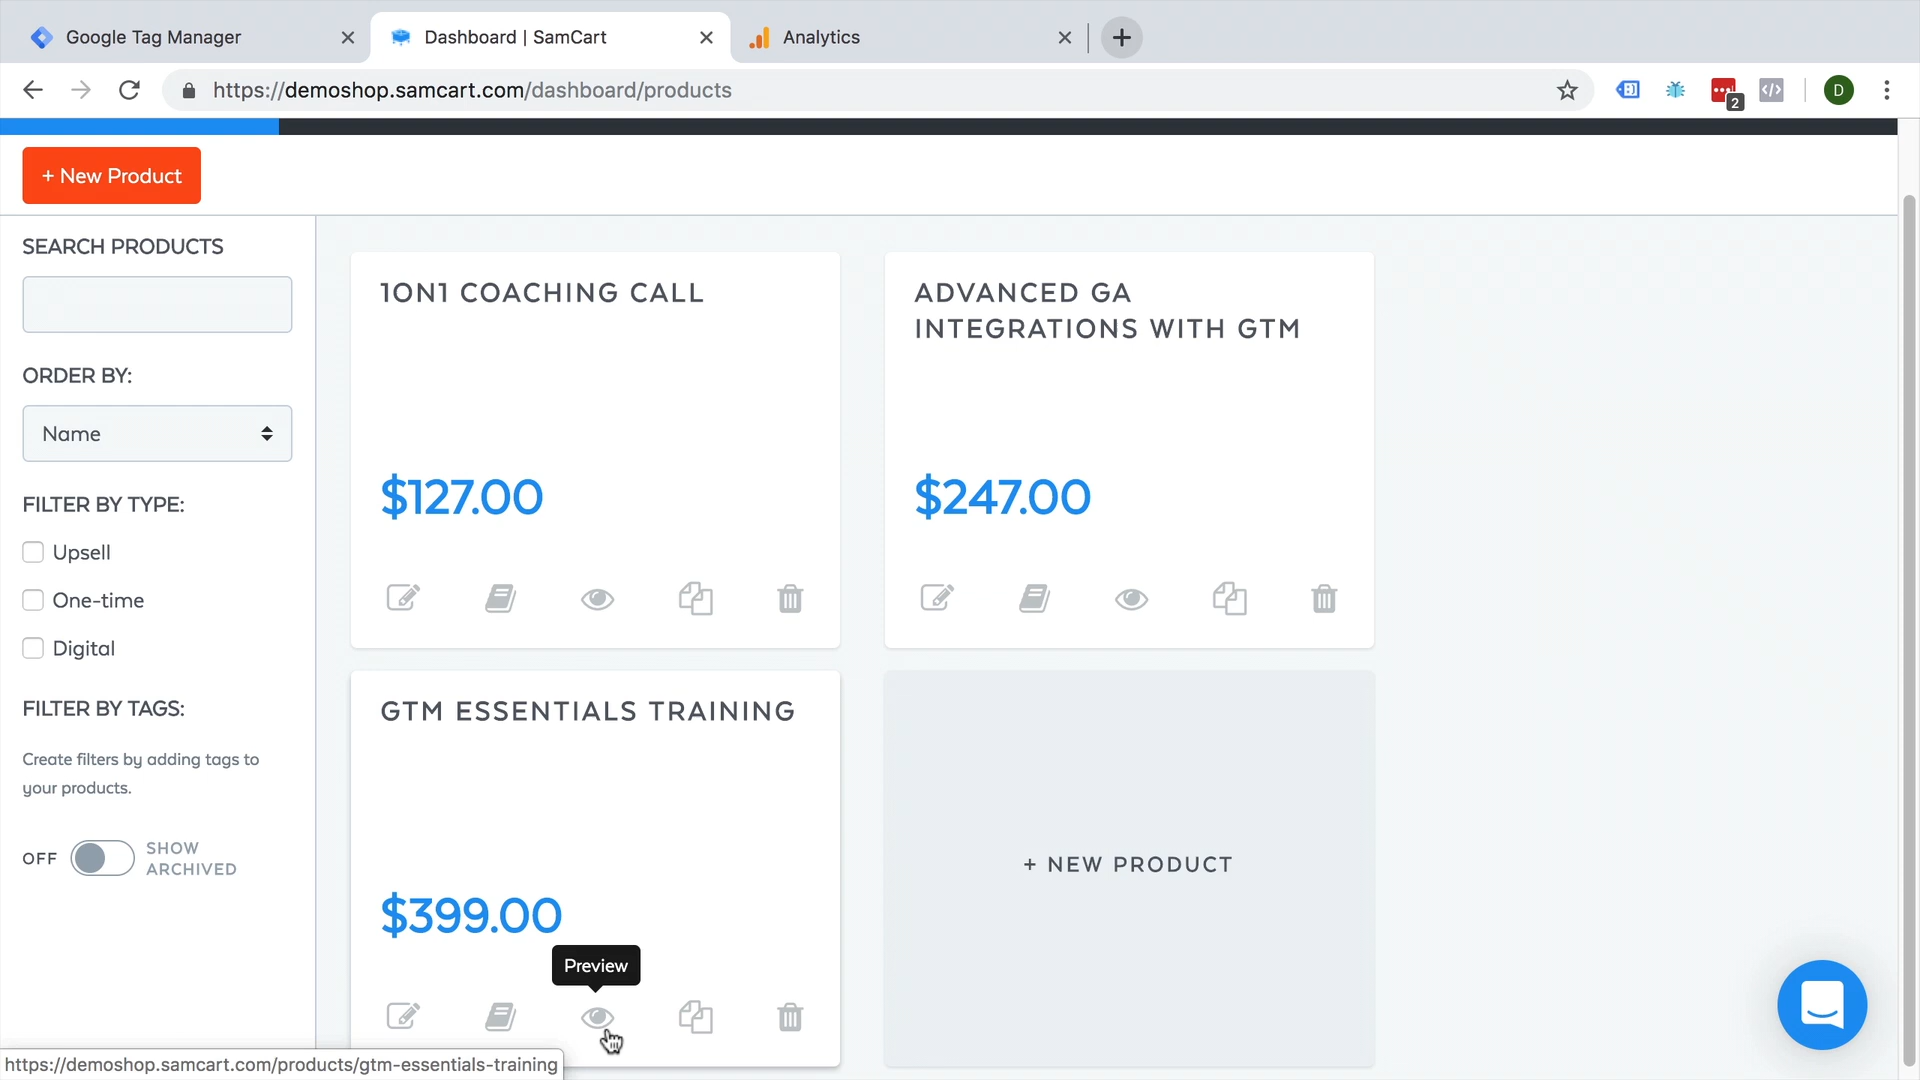 Google Tag Manager
Dashboard | SamCart
Analytics
https://demoshop.samcart.com/dashboard/products
2
D
+ New Product
SEARCH PRODUCTS
ORDER BY:
Name
FILTER BY TYPE:
Upsell
One-time
Digital
FILTER BY TAGS:
Create filters by adding tags to
your products.
OFF
SHOW
ARCHIVED
1ON1 COACHING CALL
$127.00
ADVANCED GA
INTEGRATIONS WITH GTM
$247.00
GTM ESSENTIALS TRAINING
$399.00
Preview
+ NEW PRODUCT
https://demoshop.samcart.com/products/gtm-essentials-training